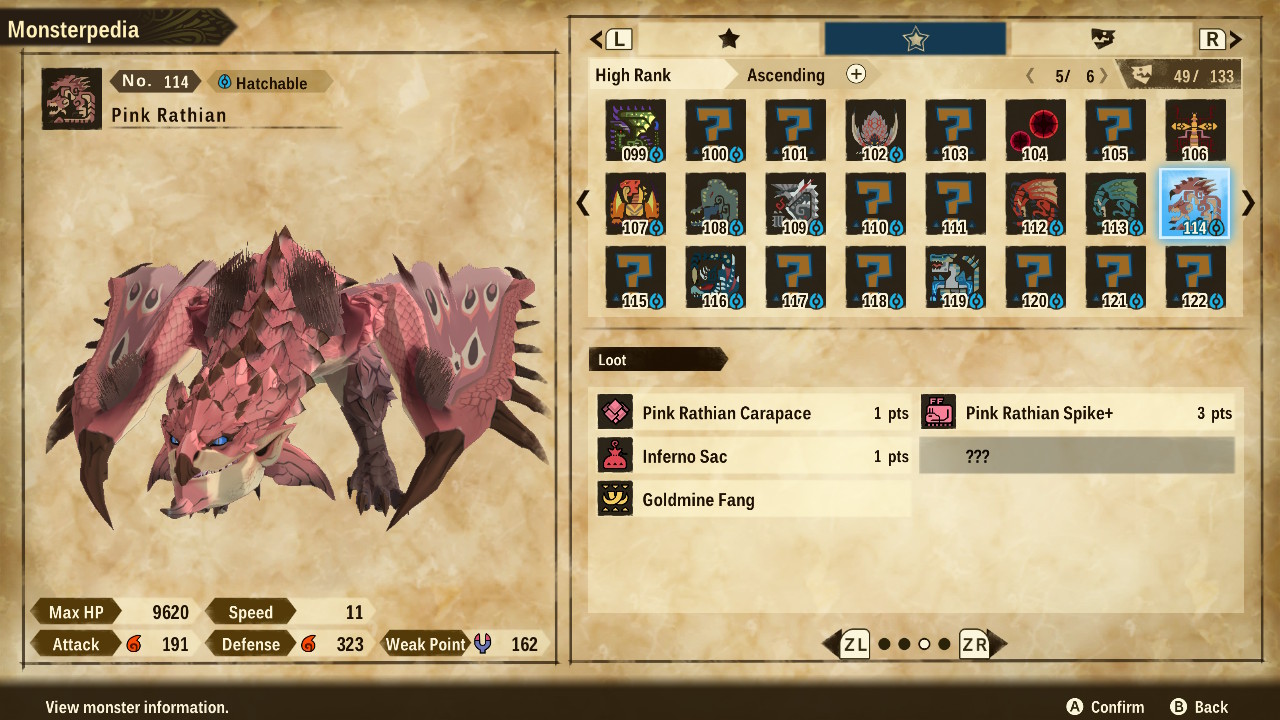 Monsterpedia
No. 114
Hatchable
Pink Rathian
Max HP 9620
Speed 11
Attack 191
Defense 323
Weak Point 162
L
R
High Rank
Ascending
5/ 6
49/ 133
099 100 101 102 103 104 105 106
107 108 109 110 111 112 113 114
115 116 117 118 119 120 121 122
Loot
Pink Rathian Carapace 1 pts
Pink Rathian Spike+ 3 pts
Inferno Sac 1 pts
???
Goldmine Fang
ZL ZR
View monster information.
A Confirm B Back